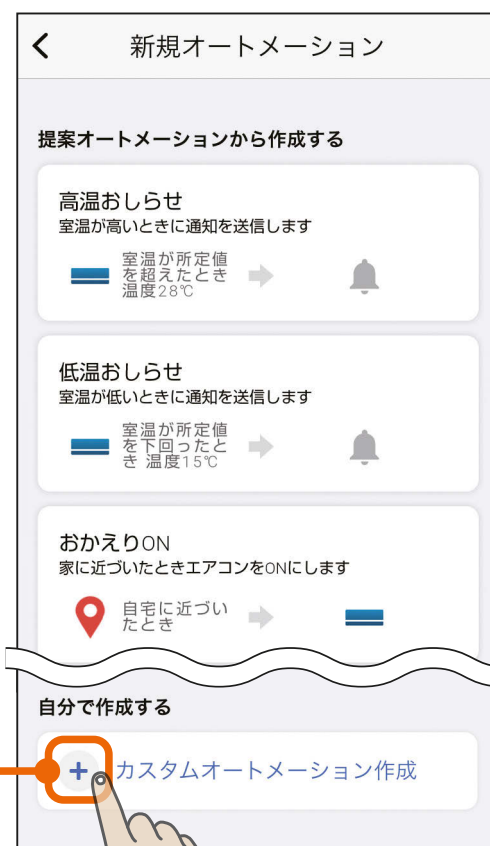 新規オートメーション
提案オートメーションから作成する
高温おしらせ
室温が高いときに通知を送信します
室温が所定値
を超えたとき
温度28℃
低温おしらせ
室温が低いときに通知を送信します
室温が所定値
を下回ったと
き 温度15℃
おかえりON
家に近づいたときエアコンをONにします
自宅に近づい
たとき
自分で作成する
カスタムオートメーション作成